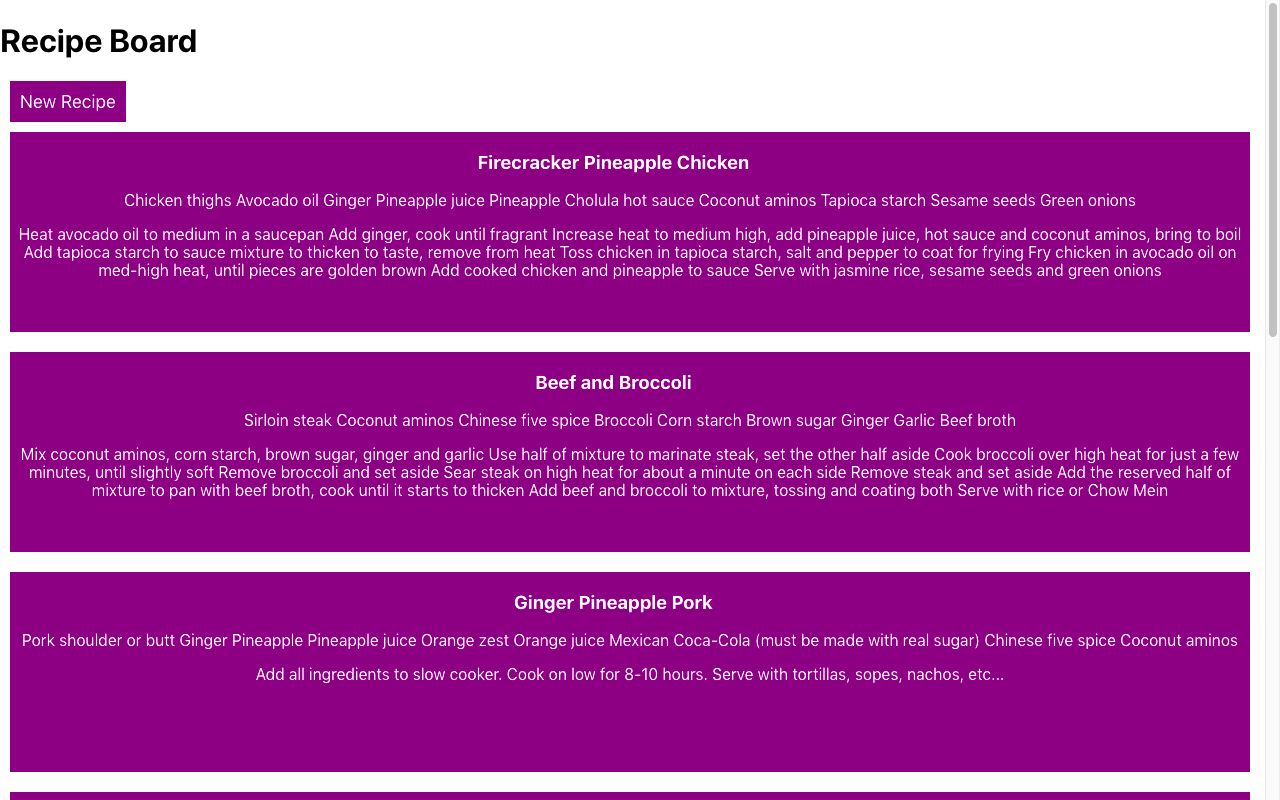 Recipe Board
New Recipe
Firecracker Pineapple Chicken
Chicken thighs Avocado oil Ginger Pineapple juice Pineapple Cholula hot sauce Coconut aminos Tapioca starch Sesame seeds Green onions
Heat avocado oil to medium in a saucepan Add ginger, cook until fragrant Increase heat to medium high, add pineapple juice, hot sauce and coconut aminos, bring to boil
Add tapioca starch to sauce mixture to thicken to taste, remove from heat Toss chicken in tapioca starch, salt and pepper to coat for frying Fry chicken in avocado oil on
med-high heat, until pieces are golden brown Add cooked chicken and pineapple to sauce Serve with jasmine rice, sesame seeds and green onions
Beef and Broccoli
Sirloin steak Coconut aminos Chinese five spice Broccoli Corn starch Brown sugar Ginger Garlic Beef broth
Mix coconut aminos, corn starch, brown sugar, ginger and garlic Use half of mixture to marinate steak, set the other half aside Cook broccoli over high heat for just a few
minutes, until slightly soft Remove broccoli and set aside Sear steak on high heat for about a minute on each side Remove steak and set aside Add the reserved half of
mixture to pan with beef broth, cook until it starts to thicken Add beef and broccoli to mixture, tossing and coating both Serve with rice or Chow Mein
Ginger Pineapple Pork
Pork shoulder or butt Ginger Pineapple Pineapple juice Orange zest Orange juice Mexican Coca-Cola (must be made with real sugar) Chinese five spice Coconut aminos
Add all ingredients to slow cooker. Cook on low for 8-10 hours. Serve with tortillas, sopes, nachos, etc...